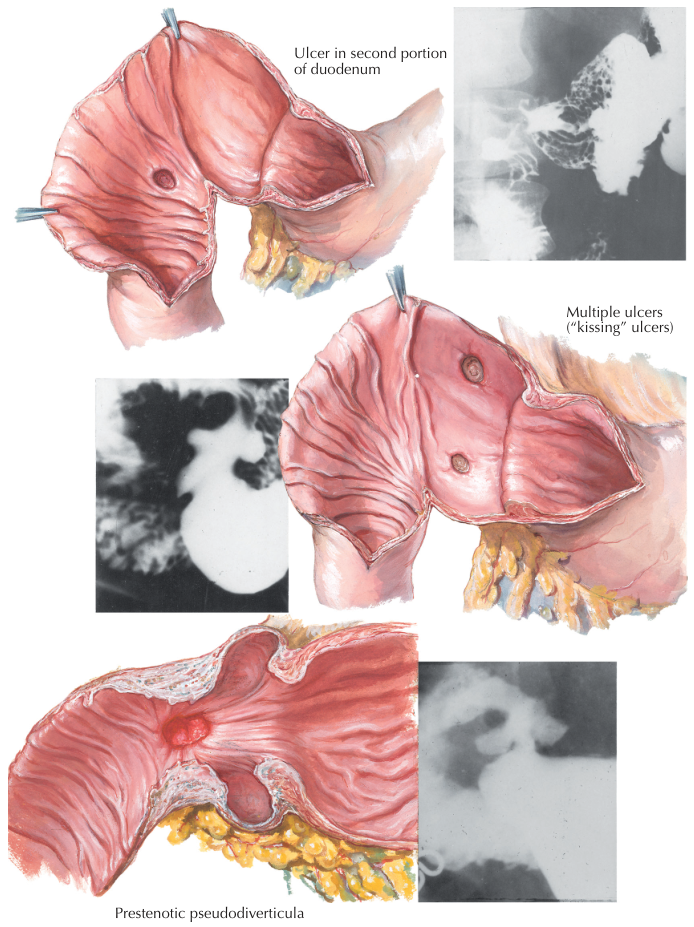 Ulcer in second portion
of duodenum
Multiple ulcers
(“kissing” ulcers)
Prestenotic pseudodiverticula